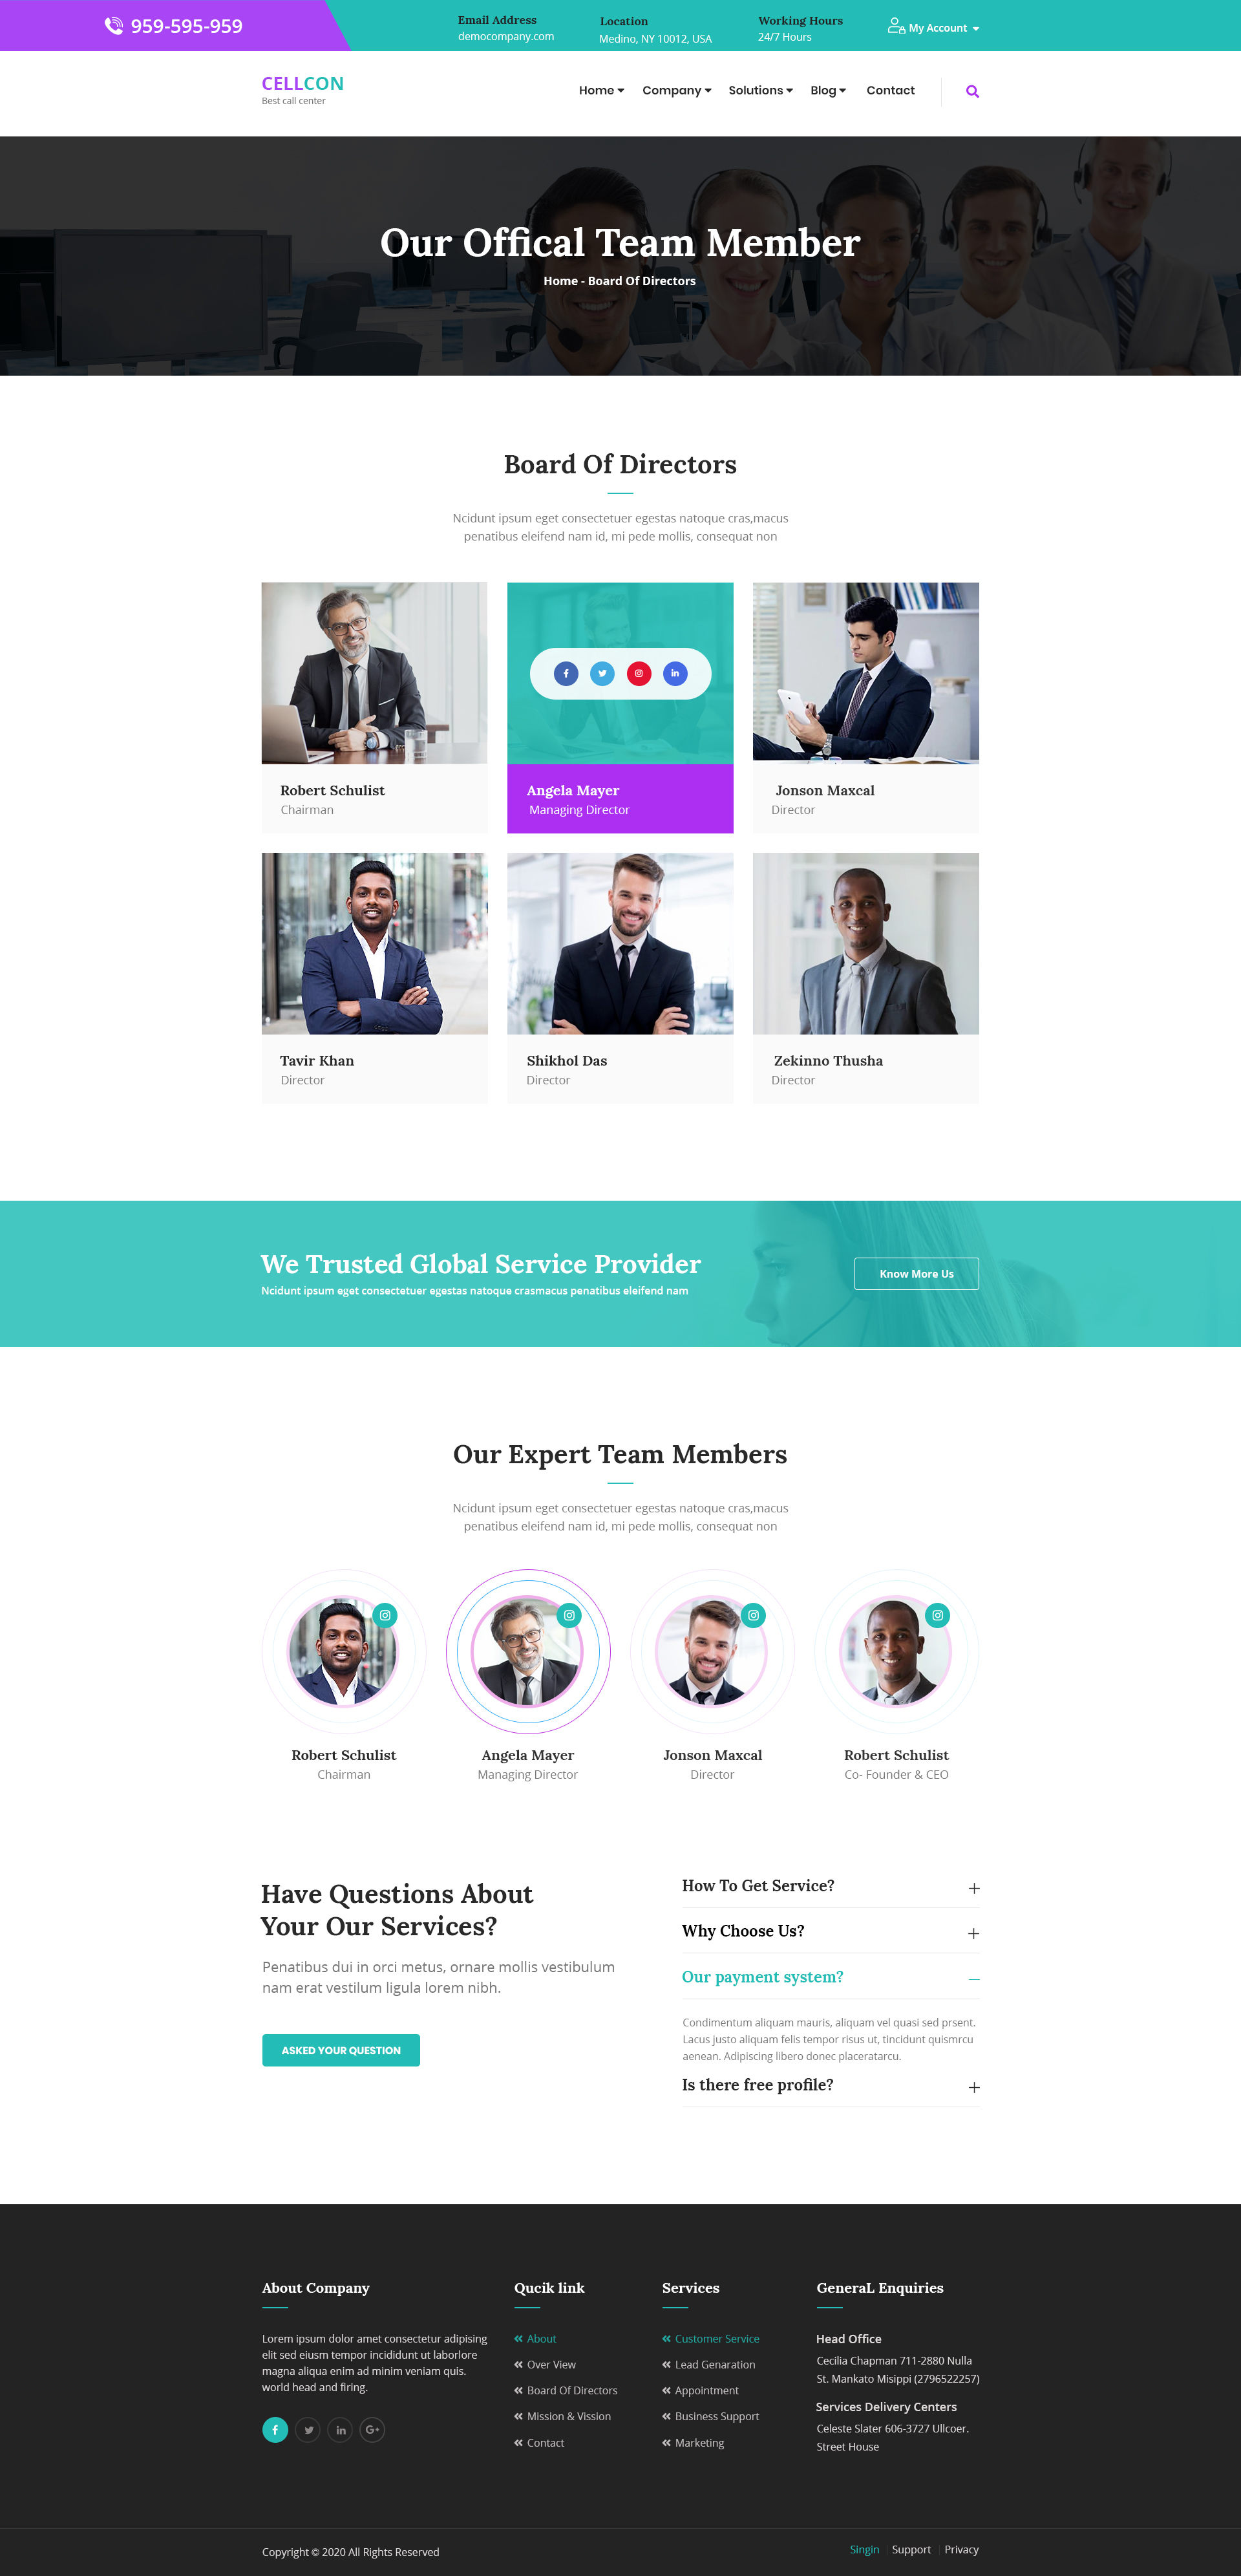 959-595-959
Email Address
democompany.com
Location
Medino, NY 10012, USA
Working Hours
24/7 Hours
My Account
CELLCON
Best call center
Home
Company
Solutions
Blog
Contact
Our Offical Team Member
Home - Board Of Directors
Board Of Directors
Ncidunt ipsum eget consectetuer egestas natoque cras,macus
penatibus eleifend nam id, mi pede mollis, consequat non
Robert Schulist
Chairman
Angela Mayer
Managing Director
Jonson Maxcal
Director
Tavir Khan
Director
Shikhol Das
Director
Zekinno Thusha
Director
We Trusted Global Service Provider
Ncidunt ipsum eget consectetuer egestas natoque crasmacus penatibus eleifend nam
Know More Us
Our Expert Team Members
Ncidunt ipsum eget consectetuer egestas natoque cras,macus
penatibus eleifend nam id, mi pede mollis, consequat non
Robert Schulist
Chairman
Angela Mayer
Managing Director
Jonson Maxcal
Director
Robert Schulist
Co- Founder & CEO
Have Questions About
Your Our Services?
Penatibus dui in orci metus, ornare mollis vestibulum
nam erat vestilum ligula lorem nibh.
ASKED YOUR QUESTION
How To Get Service?
Why Choose Us?
Our payment system?
Condimentum aliquam mauris, aliquam vel quasi sed prsent.
Lacus justo aliquam felis tempor risus ut, tincidunt quismrcu
aenean. Adipiscing libero donec placeratarcu.
Is there free profile?
About Company
Lorem ipsum dolor amet consectetur adipising
elit sed eiusm tempor incididunt ut laborlore
magna aliqua enim ad minim veniam quis.
world head and firing.
Qucik link
About
Over View
Board Of Directors
Mission & Vission
Contact
Services
Customer Service
Lead Genaration
Appointment
Business Support
Marketing
GeneraL Enquiries
Head Office
Cecilia Chapman 711-2880 Nulla
St. Mankato Misippi (2796522257)
Services Delivery Centers
Celeste Slater 606-3727 Ullcoer.
Street House
Copyright © 2020 All Rights Reserved
Singin
Support
Privacy